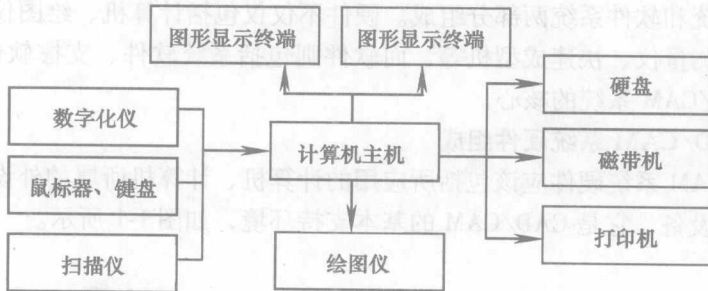 图形显示终端 图形显示终端
数字化仪
鼠标器、键盘
扫描仪
计算机主机
绘图仪
硬盘
磁带机
打印机